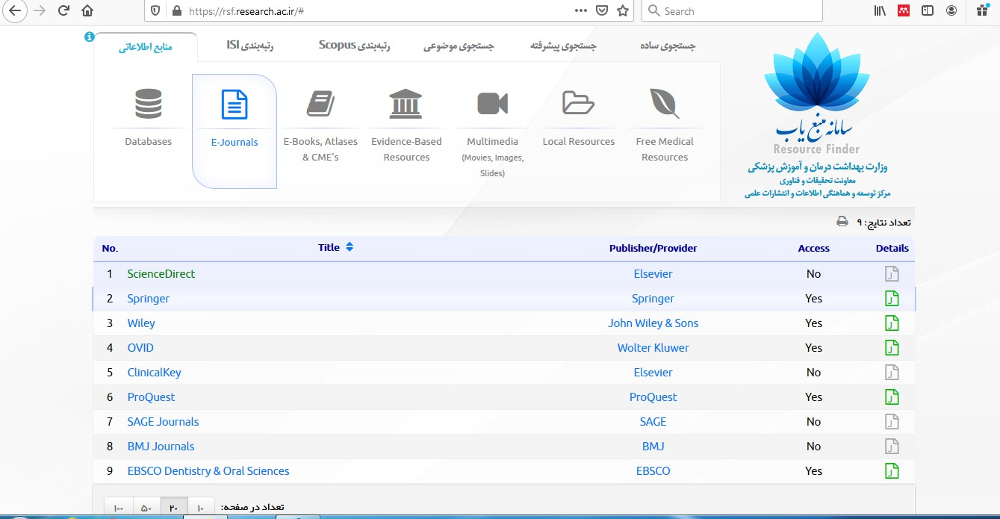 https://rsf.research.ac.ir/#
Search
منابع اطلاعاتی
رتبه‌بندی ISI
رتبه‌بندی Scopus
جستجوی موضوعی
جستجوی پیشرفته
جستجوی ساده
Databases
E-Journals
E-Books, Atlases
& CME's
Evidence-Based
Resources
Multimedia
(Movies, Images,
Slides)
Local Resources
Free Medical
Resources
سامانه منبع یاب
Resource Finder
وزارت بهداشت درمان و آموزش پزشکی
معاونت تحقیقات و فناوری
مرکز توسعه و هماهنگی اطلاعات و انتشارات علمی
تعداد نتایج: ۹
No. Title Publisher/Provider Access Details
1 ScienceDirect Elsevier No
2 Springer Springer Yes
3 Wiley John Wiley & Sons Yes
4 OVID Wolter Kluwer Yes
5 ClinicalKey Elsevier No
6 ProQuest ProQuest Yes
7 SAGE Journals SAGE No
8 BMJ Journals BMJ No
9 EBSCO Dentistry & Oral Sciences EBSCO Yes
تعداد در صفحه: ۱۰ ۲۰ ۵۰ ۱۰۰